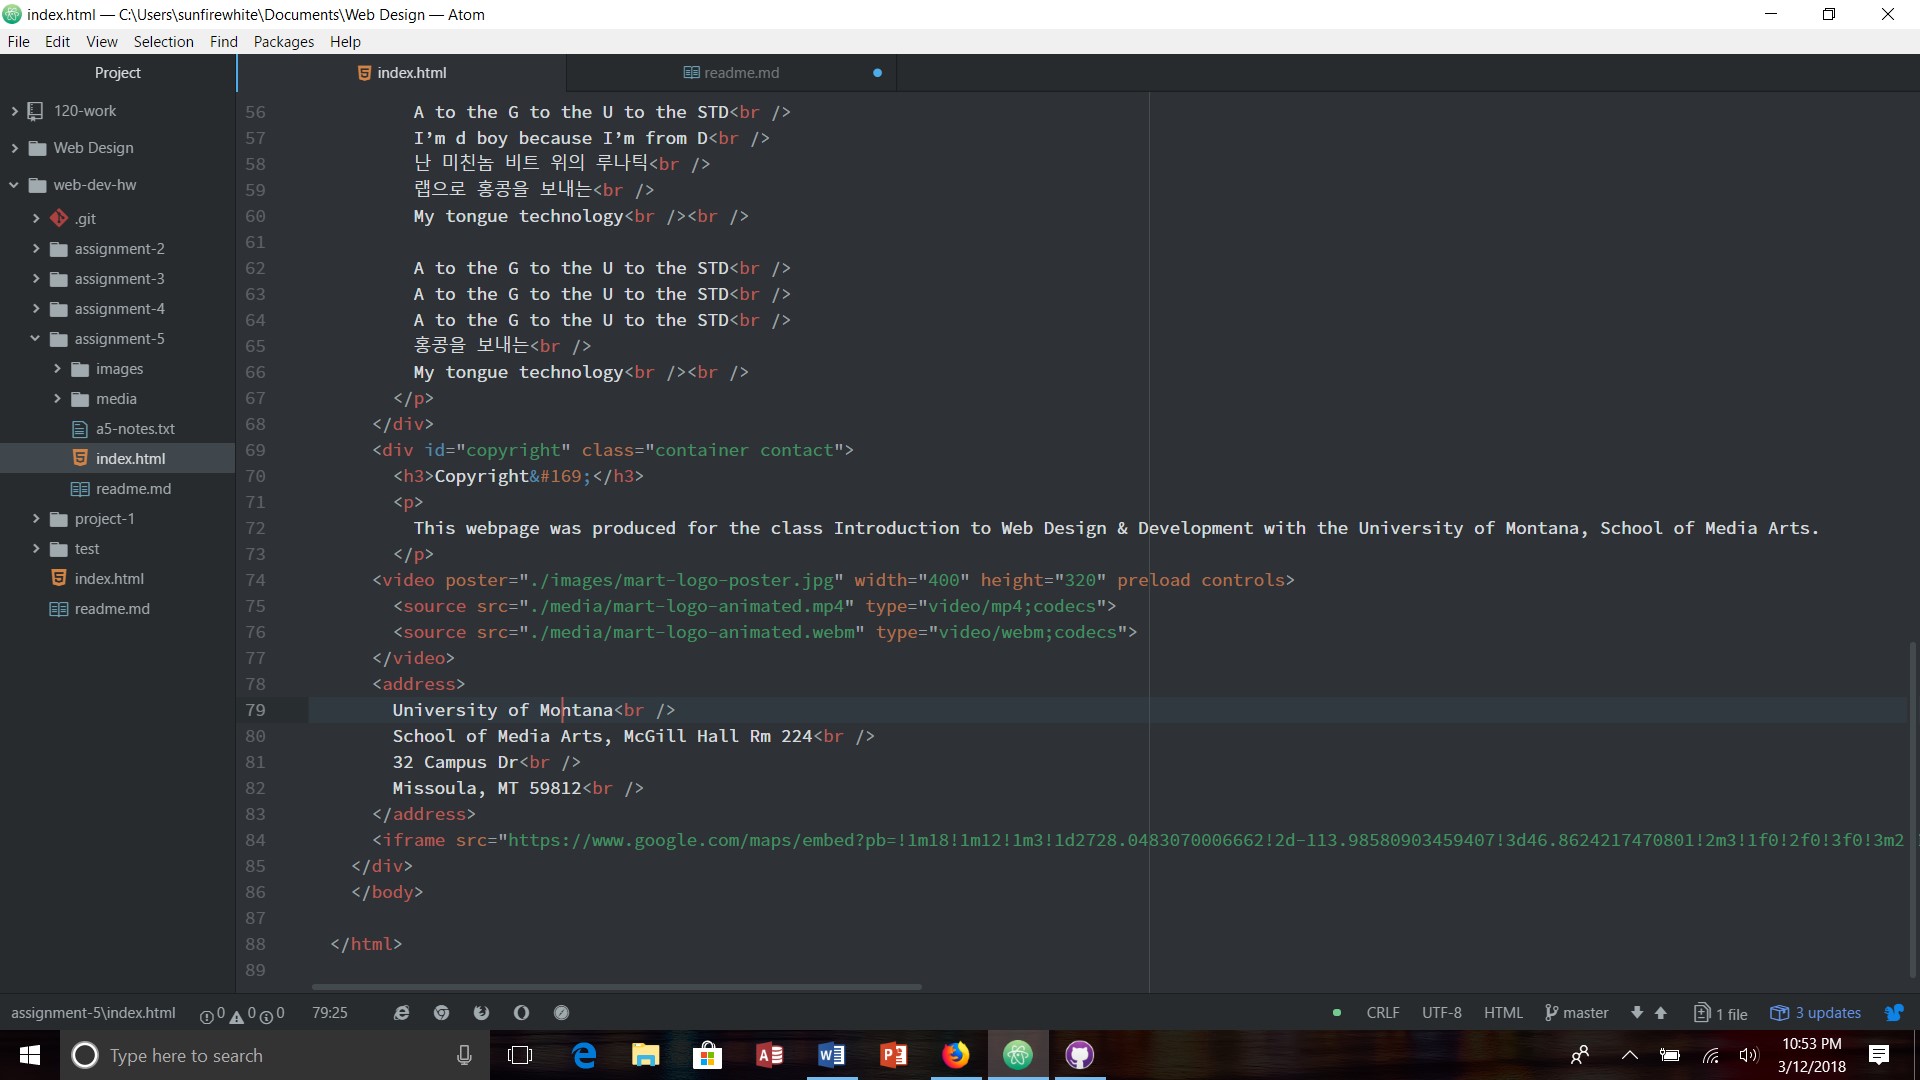 index.html — C:\Users\sunfirewhite\Documents\Web Design — Atom
File Edit View Selection Find Packages Help
Project
120-work
Web Design
web-dev-hw
.git
assignment-2
assignment-3
assignment-4
assignment-5
images
media
a5-notes.txt
index.html
readme.md
project-1
test
index.html
readme.md
index.html readme.md
56 A to the G to the U to the STD<br />
57 I’m d boy because I’m from D<br />
58 난 미친놈 비트 위의 루나틱<br />
59 랩으로 홍콩을 보내는<br />
60 My tongue technology<br /><br />
61
62 A to the G to the U to the STD<br />
63 A to the G to the U to the STD<br />
64 A to the G to the U to the STD<br />
65 홍콩을 보내는<br />
66 My tongue technology<br /><br />
67 </p>
68 </div>
69 <div id="copyright" class="container contact">
70 <h3>Copyright&#169;</h3>
71 <p>
72 This webpage was produced for the class Introduction to Web Design & Development with the University of Montana, School of Media Arts.
73 </p>
74 <video poster="./images/mart-logo-poster.jpg" width="400" height="320" preload controls>
75 <source src="./media/mart-logo-animated.mp4" type="video/mp4;codecs">
76 <source src="./media/mart-logo-animated.webm" type="video/webm;codecs">
77 </video>
78 <address>
79 University of Montana<br />
80 School of Media Arts, McGill Hall Rm 224<br />
81 32 Campus Dr<br />
82 Missoula, MT 59812<br />
83 </address>
84 <iframe src="https://www.google.com/maps/embed?pb=!1m18!1m12!1m3!1d2728.0483070006662!2d-113.98580903459407!3d46.8624217470801!2m3!1f0!2f0!3f0!3m2
85 </div>
86 </body>
87
88 </html>
89
assignment-5\index.html 0 0 0 79:25 CRLF UTF-8 HTML master 1 file 3 updates
Type here to search
10:53 PM
3/12/2018